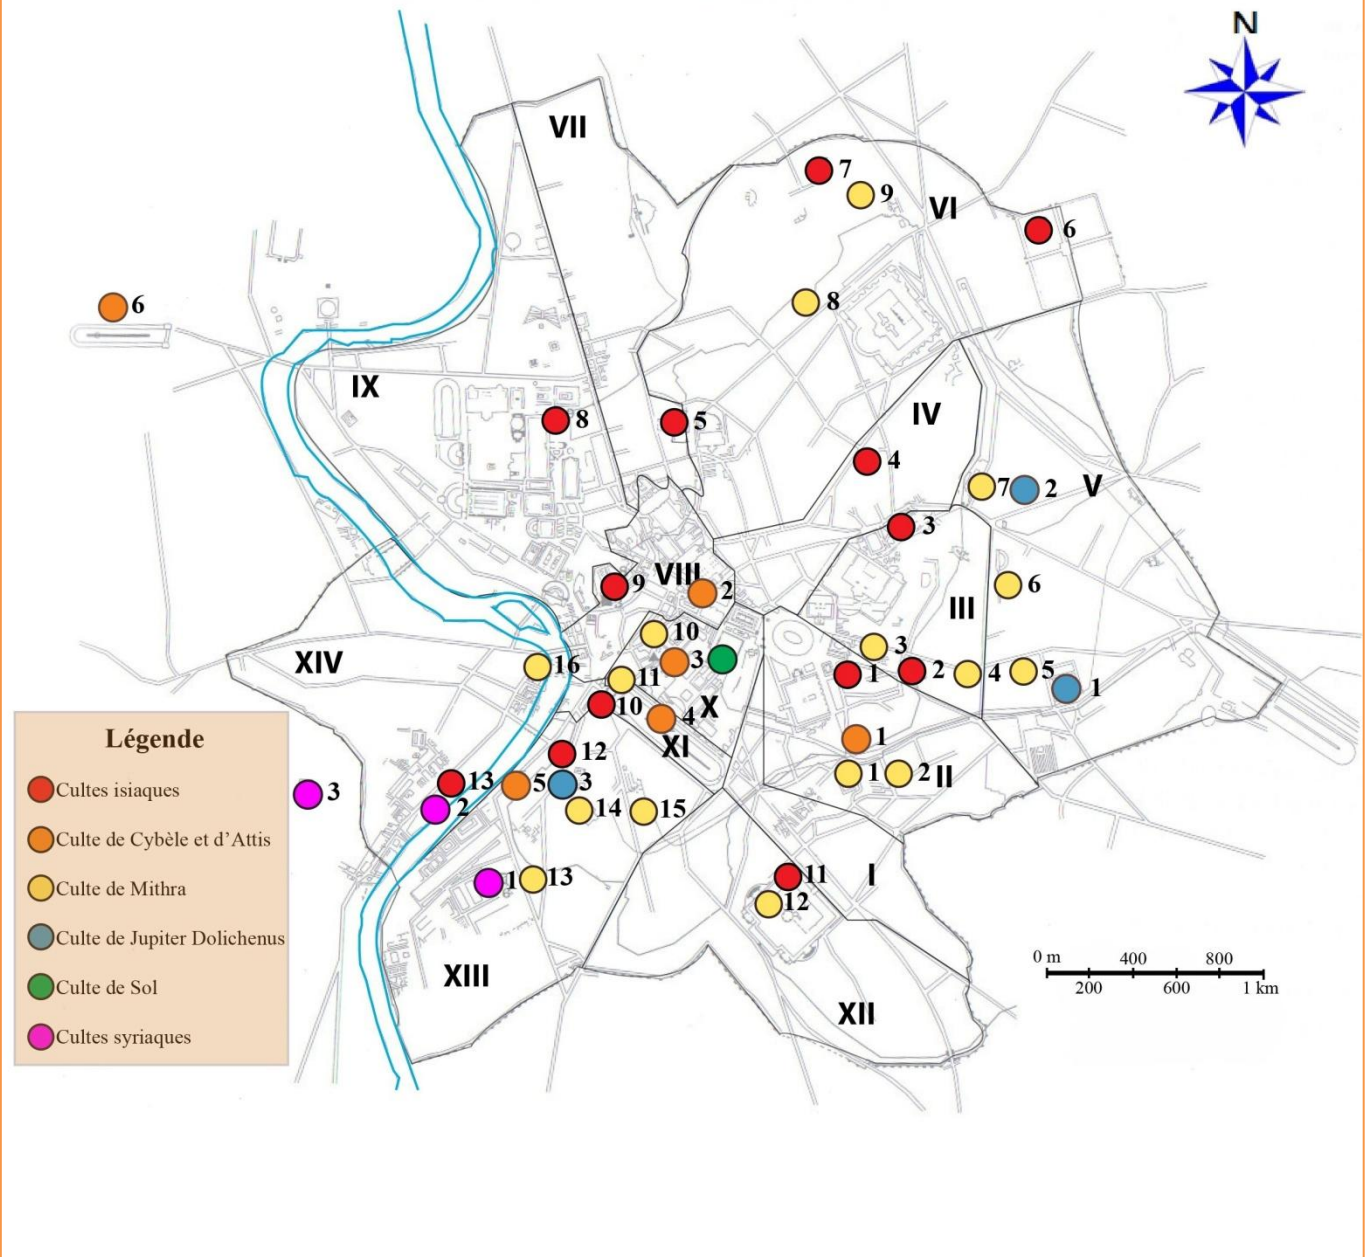 N
VII
7
9
VI
6
6
8
IX
IV
8
5
4
7 2 V
3
9 VIII 2
6
III
10
XIV
16
3
3
11
1 2 4 5 1
10
4 X
XI
1
Légende
12
Cultes isiaques
3
13
2
5 3
1 2 II
14 15
Culte de Cybèle et d’Attis
1 13
11 I
12
Culte de Mithra
Culte de Jupiter Dolichenus
XIII
0 m 400 800
200 600 1 km
Culte de Sol
XII
Cultes syriaques